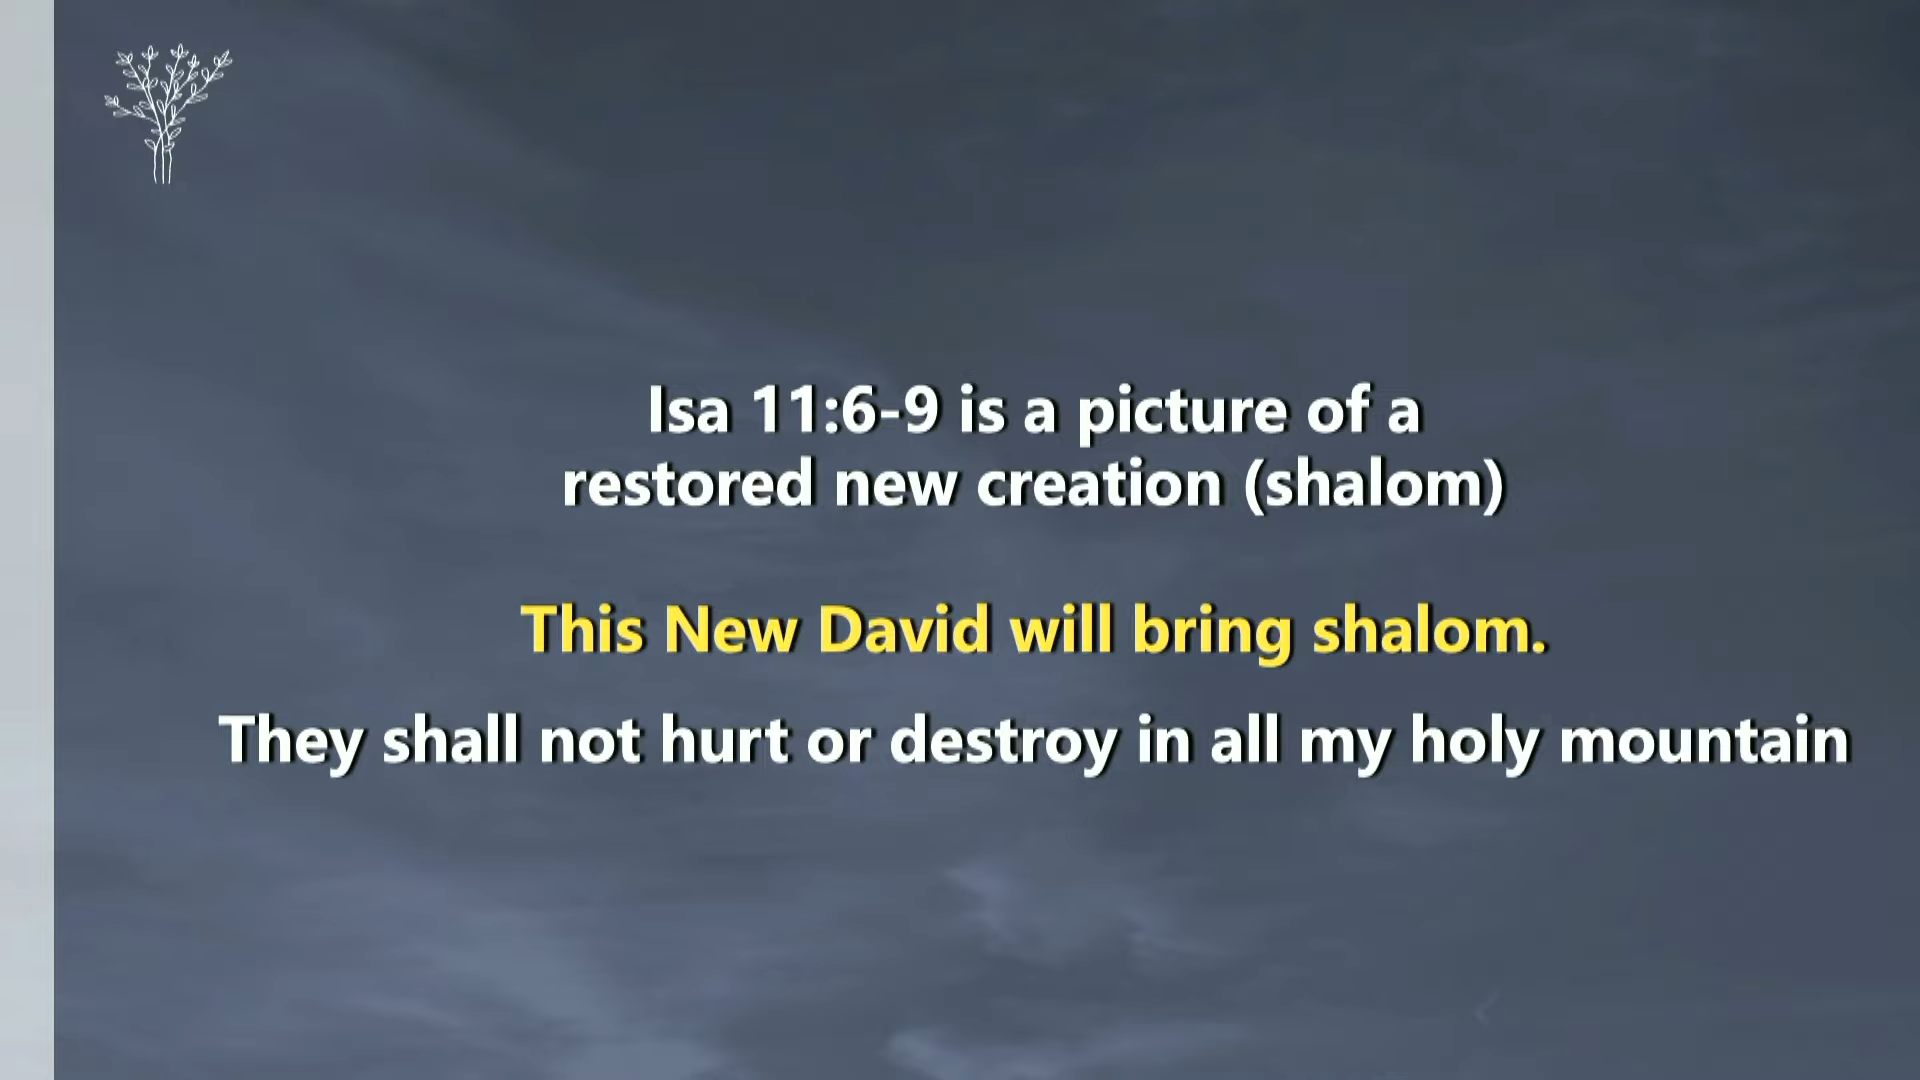 Isa 11:6-9 is a picture of a
restored new creation (shalom)
This New David will bring shalom.
They shall not hurt or destroy in all my holy mountain